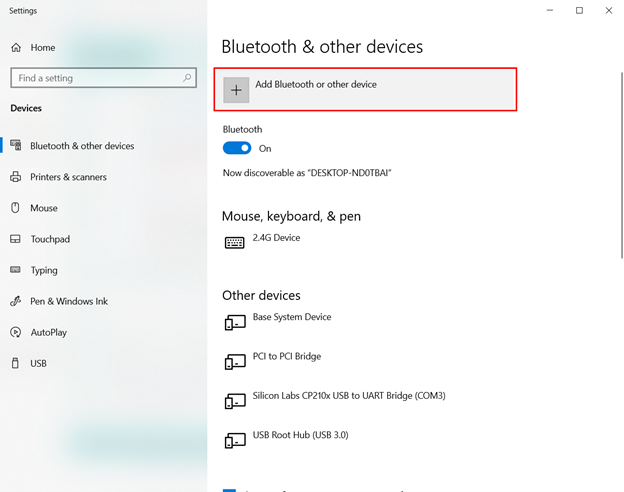 Settings
Home
Find a setting
Devices
Bluetooth & other devices
Printers & scanners
Mouse
Touchpad
Typing
Pen & Windows Ink
AutoPlay
USB
Bluetooth & other devices
Add Bluetooth or other device
Bluetooth
On
Now discoverable as “DESKTOP-ND0TBAI”
Mouse, keyboard, & pen
2.4G Device
Other devices
Base System Device
PCI to PCI Bridge
Silicon Labs CP210x USB to UART Bridge (COM3)
USB Root Hub (USB 3.0)